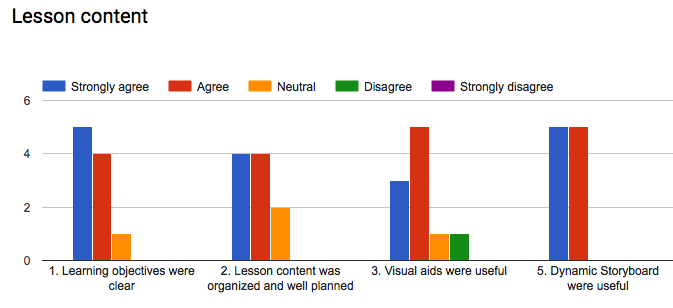 Lesson content
Strongly agree Agree Neutral Disagree Strongly disagree
6
4
2
0
1. Learning objectives were
clear
2. Lesson content was
organized and well planned
3. Visual aids were useful
5. Dynamic Storyboard
were useful